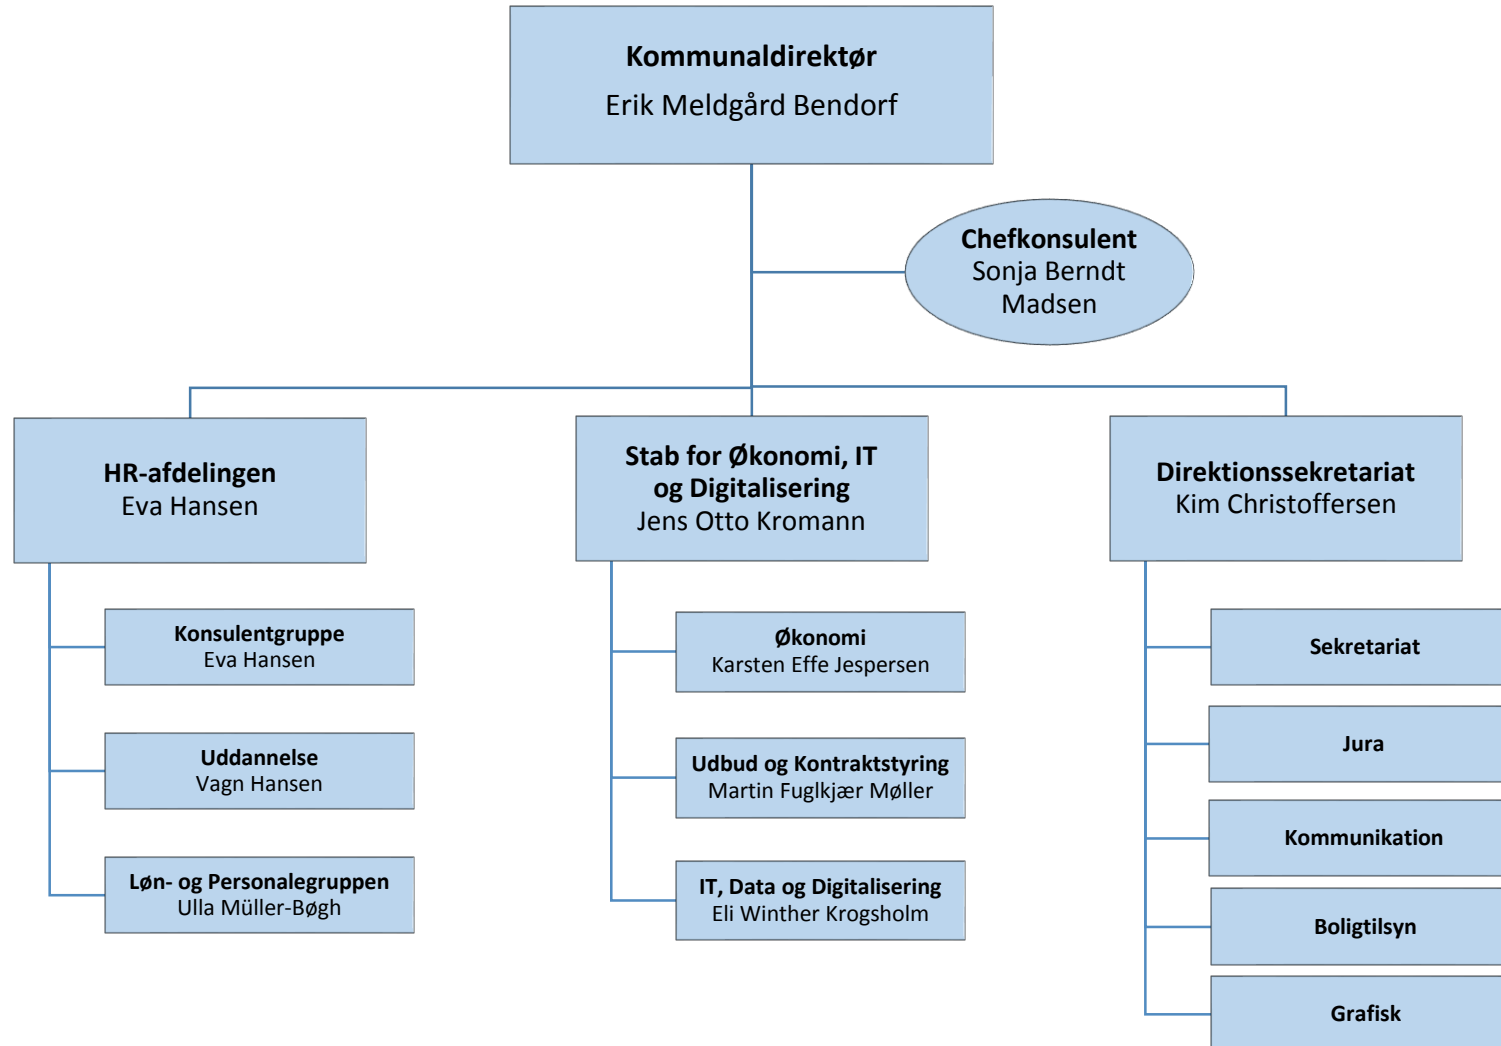 Kommunaldirektør
Erik Meldgård Bendorf
Chefkonsulent
Sonja Berndt
Madsen
HR-afdelingen
Eva Hansen
Konsulentgruppe
Eva Hansen
Uddannelse
Vagn Hansen
Løn- og Personalegruppen
Ulla Müller-Bøgh
Stab for Økonomi, IT
og Digitalisering
Jens Otto Kromann
Økonomi
Karsten Effe Jespersen
Udbud og Kontraktstyring
Martin Fuglkjær Møller
IT, Data og Digitalisering
Eli Winther Krogsholm
Direktionssekretariat
Kim Christoffersen
Sekretariat
Jura
Kommunikation
Boligtilsyn
Grafisk